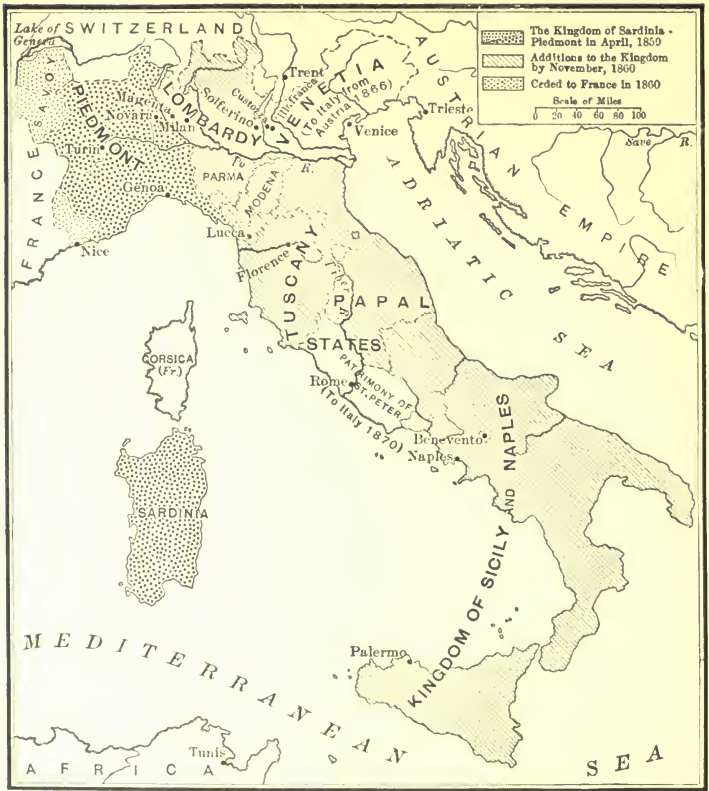 Lake of
Geneva
SWITZERLAND
AUSTRIAN EMPIRE
The Kingdom of Sardinia -
Piedmont in April, 1859
Additions to the Kingdom
by November, 1860
Ceded to France in 1860
Scale of Miles
0 20 40 60 80 100
SAVOY
PIEDMONT
LOMBARDY
VENETIA
(To Italy from
Austria 1866)
Trent
Villafranca
Custozza
Solferino
Magenta
Novara
Milan
Turin
Venice
Trieste
Save R.
FRANCE
Genoa
Po R.
PARMA
MODENA
Nice
Lucca
Florence
TUSCANY
Tiber R.
ADRIATIC SEA
PAPAL
STATES
CORSICA
(Fr.)
Rome
PATRIMONY OF
ST. PETER
(To Italy 1870)
Benevento
Naples
SARDINIA
KINGDOM OF SICILY AND NAPLES
Palermo
MEDITERRANEAN SEA
Tunis
AFRICA